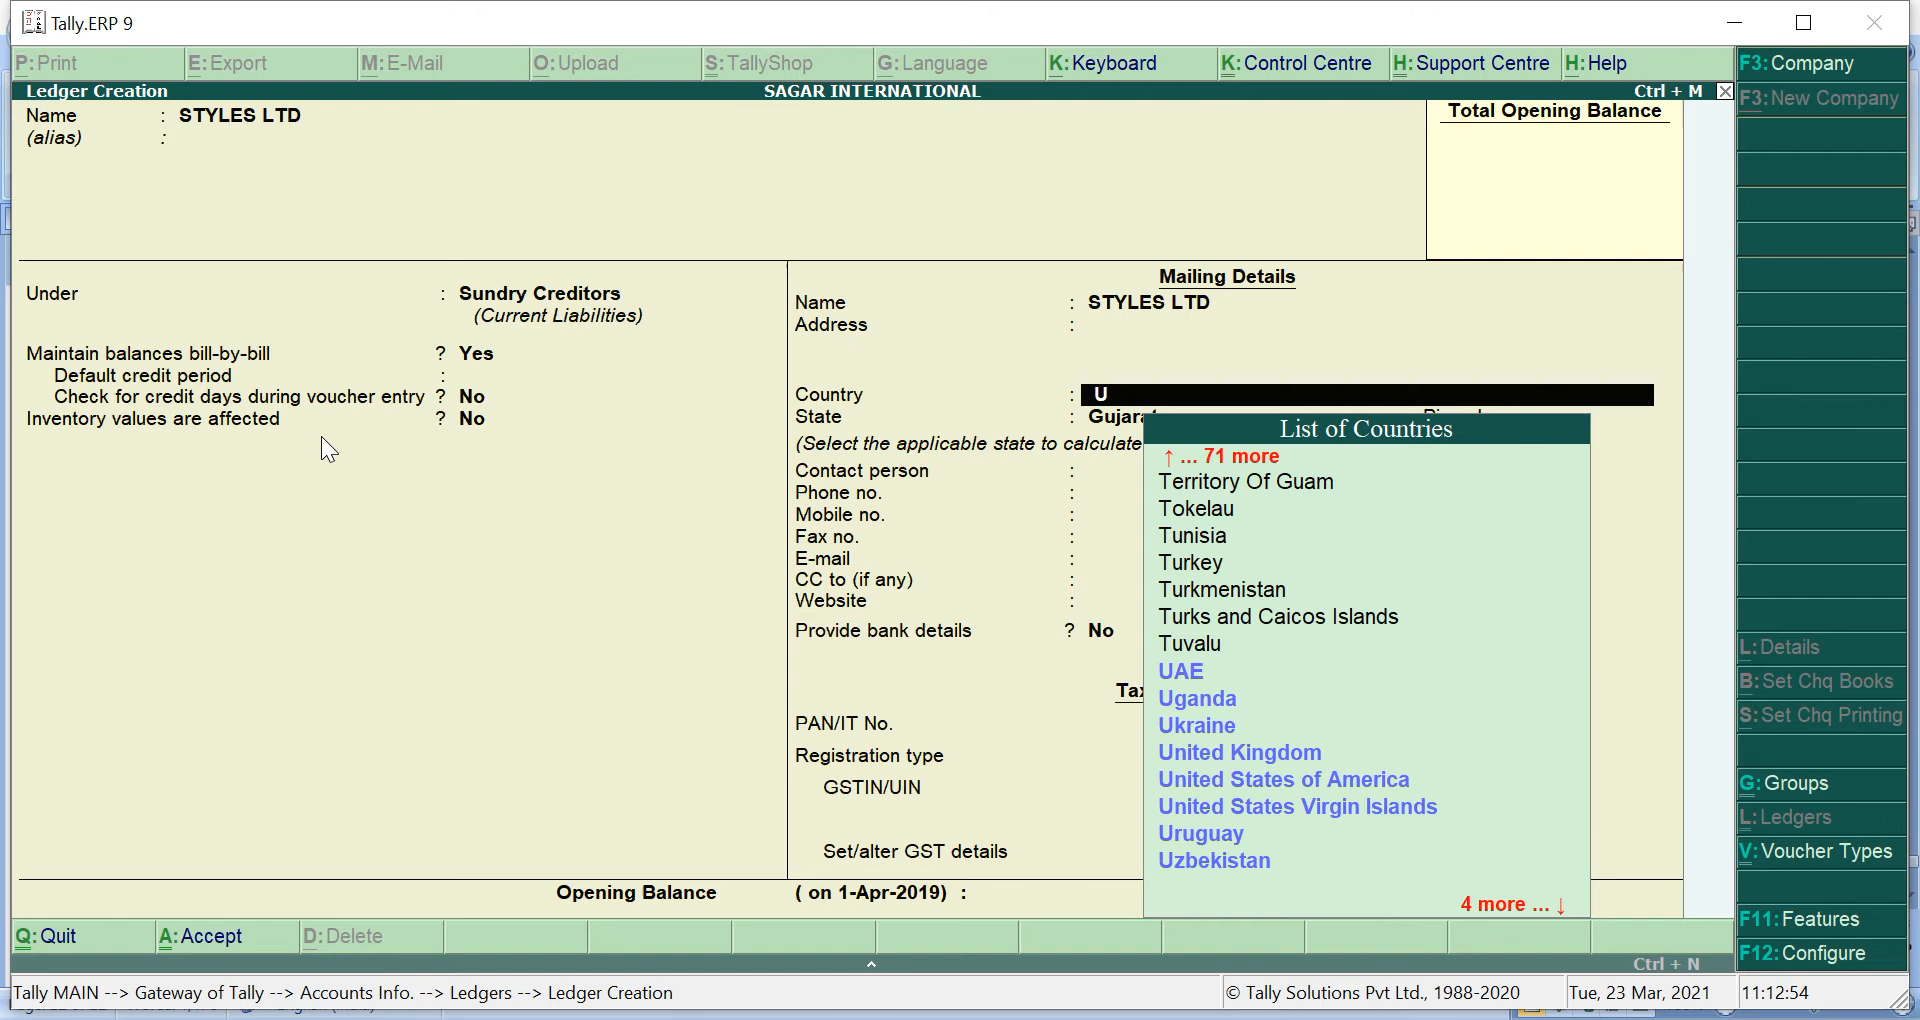 Tally.ERP 9
P: Print E: Export M: E-Mail O: Upload S: TallyShop G: Language K: Keyboard K: Control Centre H: Support Centre H: Help
Ledger Creation SAGAR INTERNATIONAL Ctrl + M
Name : STYLES LTD
(alias) :
Total Opening Balance
Under : Sundry Creditors
(Current Liabilities)
Maintain balances bill-by-bill ? Yes
Default credit period :
Check for credit days during voucher entry ? No
Inventory values are affected ? No
Mailing Details
Name : STYLES LTD
Address :
Country : U
State : Gujarat
(Select the applicable state to calculate
Contact person :
Phone no. :
Mobile no. :
Fax no. :
E-mail :
CC to (if any) :
Website :
Provide bank details ? No
PAN/IT No.
Registration type
GSTIN/UIN
Set/alter GST details
List of Countries
↑ ... 71 more
Territory Of Guam
Tokelau
Tunisia
Turkey
Turkmenistan
Turks and Caicos Islands
Tuvalu
UAE
Uganda
Ukraine
United Kingdom
United States of America
United States Virgin Islands
Uruguay
Uzbekistan
4 more ... ↓
Opening Balance ( on 1-Apr-2019) :
F3: Company
F3: New Company
L: Details
B: Set Chq Books
S: Set Chq Printing
G: Groups
L: Ledgers
V: Voucher Types
F11: Features
F12: Configure
Q: Quit A: Accept D: Delete
Ctrl + N
Tally MAIN --> Gateway of Tally --> Accounts Info. --> Ledgers --> Ledger Creation © Tally Solutions Pvt Ltd., 1988-2020 Tue, 23 Mar, 2021 11:12:54